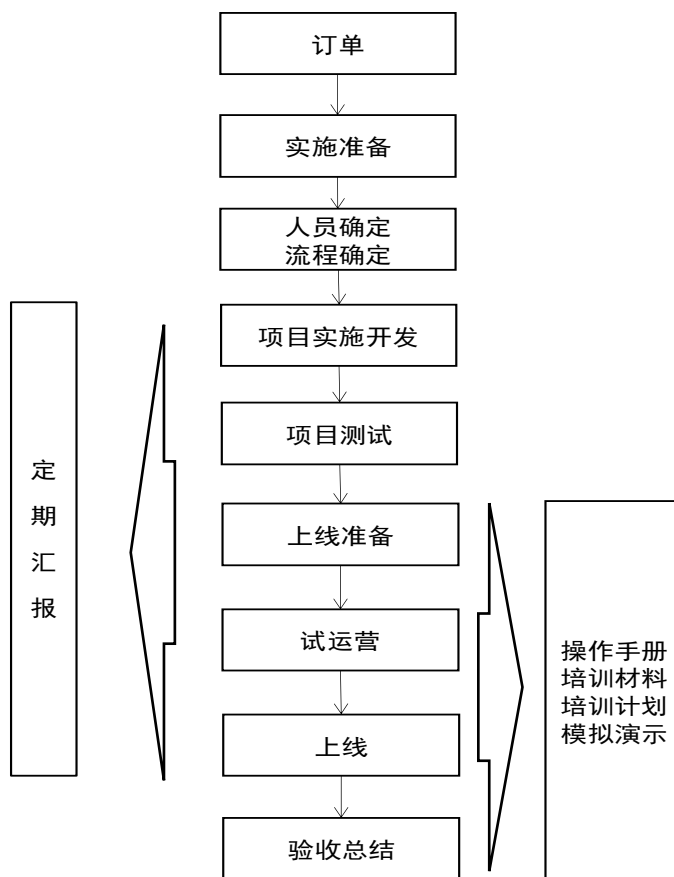 订单
实施准备
人员确定
流程确定
项目实施开发
项目测试
上线准备
试运营
上线
验收总结
定
期
汇
报
操作手册
培训材料
培训计划
模拟演示